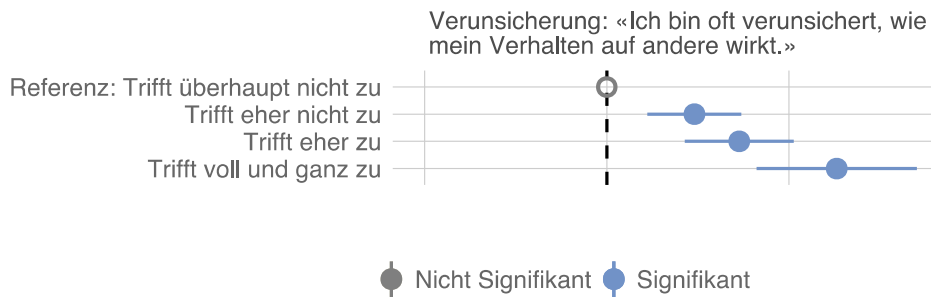 Verunsicherung: «Ich bin oft verunsichert, wie
mein Verhalten auf andere wirkt.»
Referenz: Trifft überhaupt nicht zu
Trifft eher nicht zu
Trifft eher zu
Trifft voll und ganz zu
Nicht Signifikant Signifikant